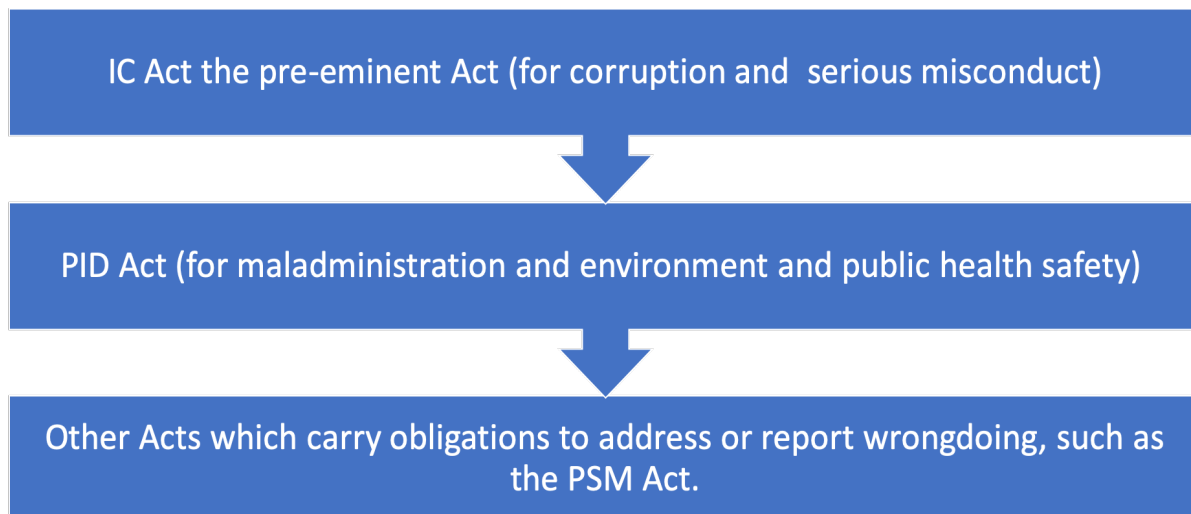 IC Act the pre-eminent Act (for corruption and  serious misconduct)
PID Act (for maladministration and environment and public health safety)
Other Acts which carry obligations to address or report wrongdoing, such as
the PSM Act.